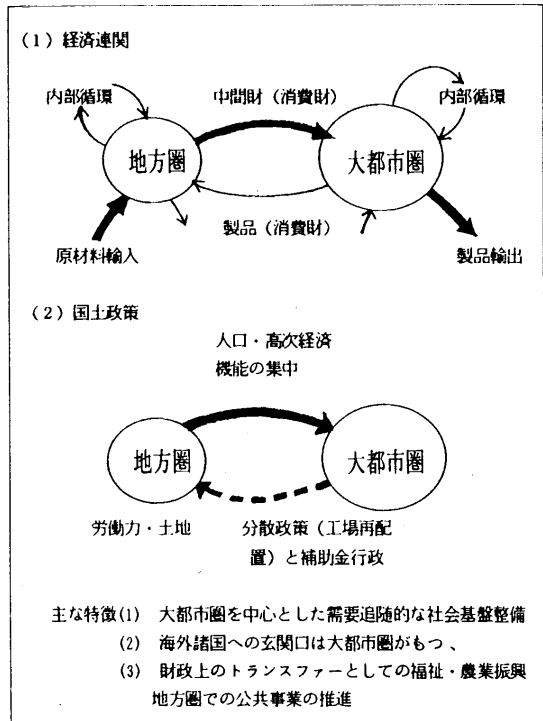 (1) 経済連関
内部循環
中間財(消費財)
内部循環
地方圏
大都市圏
製品(消費財)
原材料輸入
製品輸出
(2) 国土政策
人口・高次経済
機能の集中
地方圏
大都市圏
労働力・土地
分散政策(工場再配
置)と補助金行政
主な特徴(1) 大都市圏を中心とした需要追随的な社会基盤整備
(2) 海外諸国への玄関口は大都市圏がもつ、
(3) 財政上のトランスファーとしての福祉・農業振興
地方圏での公共事業の推進